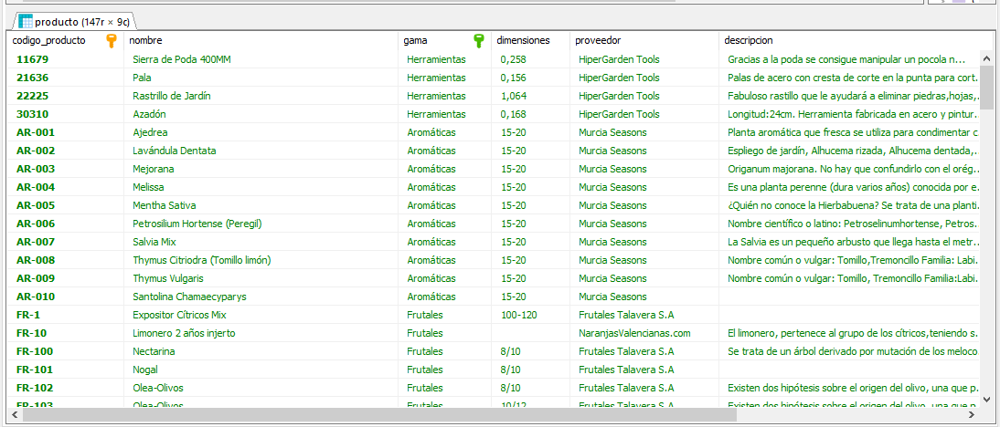 producto (147r × 9c)
codigo_producto nombre gama dimensiones proveedor descripcion
11679 Sierra de Poda 400MM Herramientas 0,258 HiperGarden Tools Gracias a la poda se consigue manipular un pocola n...
21636 Pala Herramientas 0,156 HiperGarden Tools Palas de acero con cresta de corte en la punta para cort...
22225 Rastrillo de Jardín Herramientas 1,064 HiperGarden Tools Fabuloso rastillo que le ayudará a eliminar piedras,hojas,...
30310 Azadón Herramientas 0,168 HiperGarden Tools Longitud:24cm. Herramienta fabricada en acero y pintur...
AR-001 Ajedrea Aromáticas 15-20 Murcia Seasons Planta aromática que fresca se utiliza para condimentar c
AR-002 Lavándula Dentata Aromáticas 15-20 Murcia Seasons Espliego de jardín, Alhucema rizada, Alhucema dentada,...
AR-003 Mejorana Aromáticas 15-20 Murcia Seasons Origanum majorana. No hay que confundirlo con el orég...
AR-004 Melissa Aromáticas 15-20 Murcia Seasons Es una planta perenne (dura varios años) conocida por e...
AR-005 Mentha Sativa Aromáticas 15-20 Murcia Seasons ¿Quién no conoce la Hierbabuena? Se trata de una planti...
AR-006 Petrosilium Hortense (Peregil) Aromáticas 15-20 Murcia Seasons Nombre científico o latino: Petroselinumhortense, Petros...
AR-007 Salvia Mix Aromáticas 15-20 Murcia Seasons La Salvia es un pequeño arbusto que llega hasta el metr...
AR-008 Thymus Citriodra (Tomillo limón) Aromáticas 15-20 Murcia Seasons Nombre común o vulgar: Tomillo,Tremoncillo Familia: Labi...
AR-009 Thymus Vulgaris Aromáticas 15-20 Murcia Seasons Nombre común o vulgar: Tomillo, Tremoncillo Familia:Labi...
AR-010 Santolina Chamaecyparys Aromáticas 15-20 Murcia Seasons
FR-1 Expositor Cítricos Mix Frutales 100-120 Frutales Talavera S.A
FR-10 Limonero 2 años injerto Frutales NaranjasValencianas.com El limonero, pertenece al grupo de los cítricos,teniendo s...
FR-100 Nectarina Frutales 8/10 Frutales Talavera S.A Se trata de un árbol derivado por mutación de los meloco
FR-101 Nogal Frutales 8/10 Frutales Talavera S.A
FR-102 Olea-Olivos Frutales 8/10 Frutales Talavera S.A Existen dos hipótesis sobre el origen del olivo, una que p...
FR-103 Olea-Olivos Frutales 10/12 Frutales Talavera S.A Existen dos hipótesis sobre el origen del olivo, una que p...